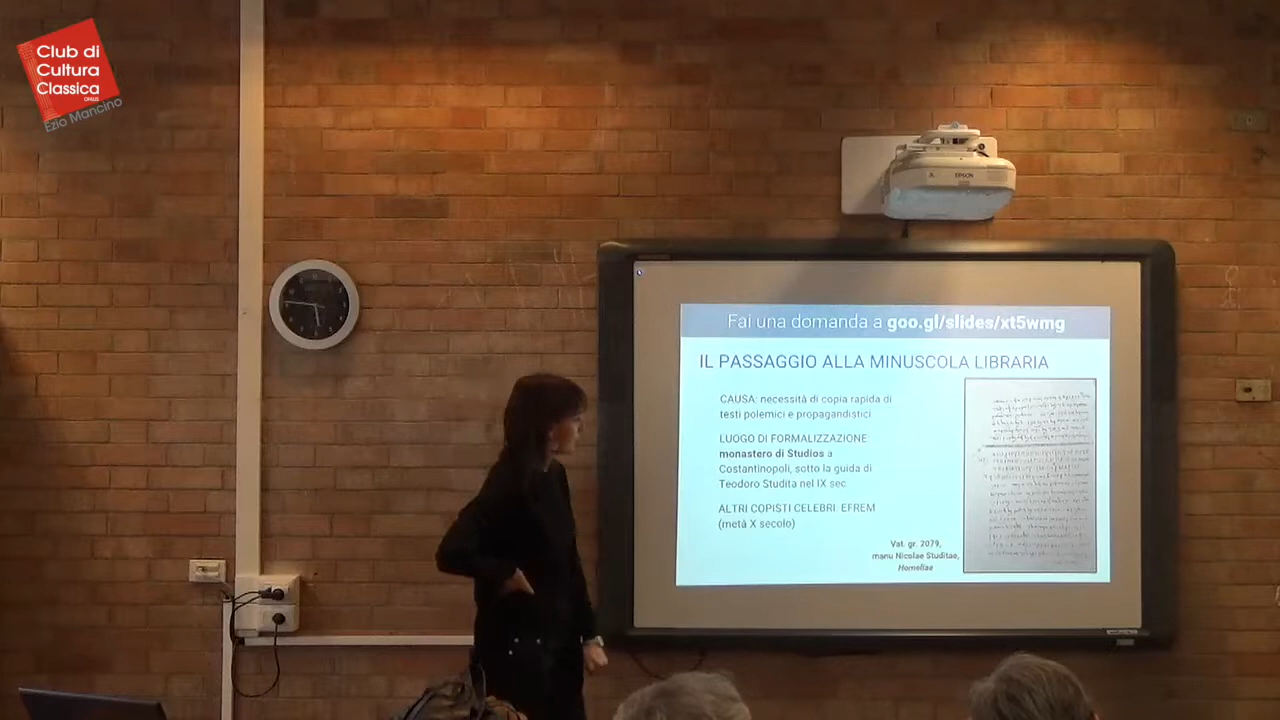 Club di
Cultura
Classica
ONLUS
Ezio Mancino
EPSON
Fai una domanda a goo.gl/slides/xt5wmg
IL PASSAGGIO ALLA MINUSCOLA LIBRARIA
CAUSA: necessità di copia rapida di
testi polemici e propagandistici
LUOGO DI FORMALIZZAZIONE
monastero di Studios a
Costantinopoli, sotto la guida di
Teodoro Studita nel IX sec
ALTRI COPISTI CELEBRI EFREM
(metà X secolo)
Vat. gr. 2079,
manu Nicolae Studitae,
Homeliae